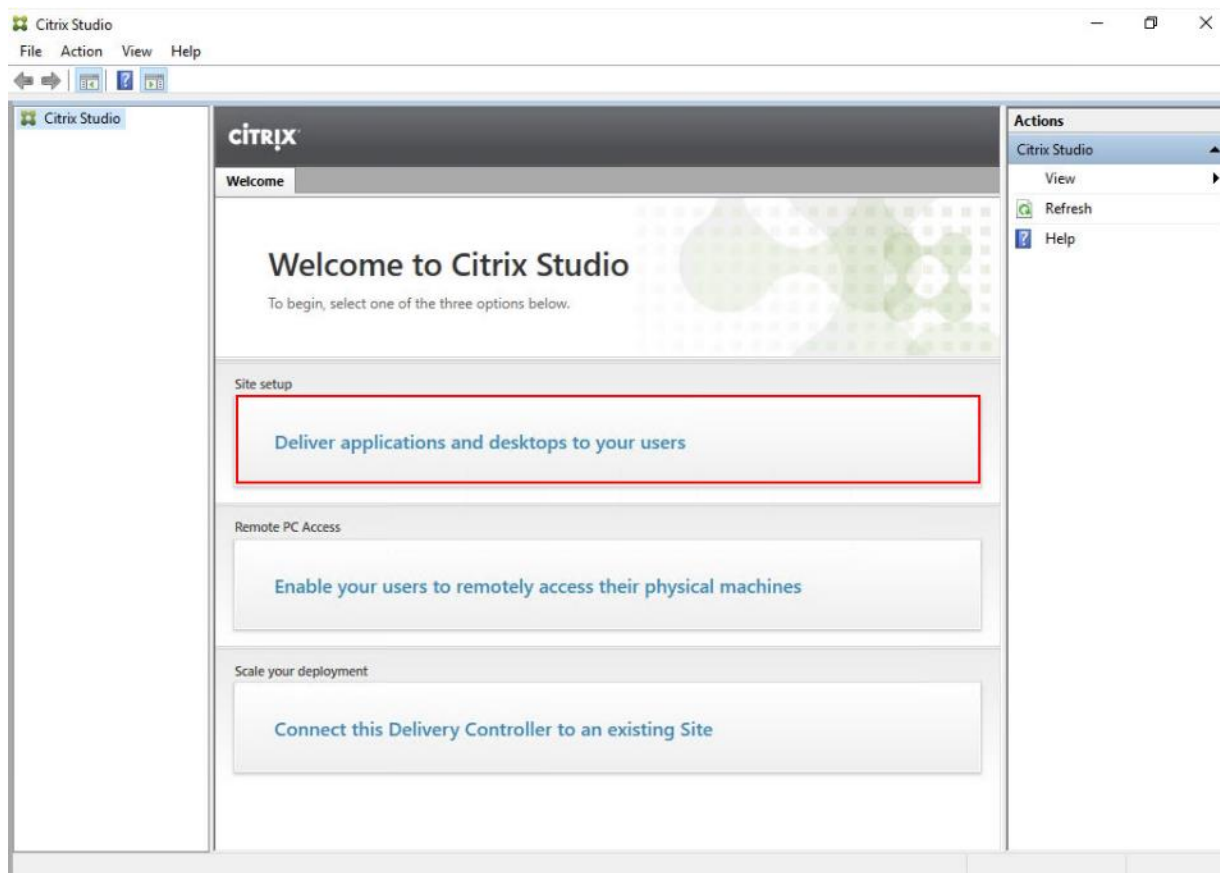 Citrix Studio
File Action View Help
Citrix Studio
CİTRIX
Welcome
Welcome to Citrix Studio
To begin, select one of the three options below.
Site setup
Deliver applications and desktops to your users
Remote PC Access
Enable your users to remotely access their physical machines
Scale your deployment
Connect this Delivery Controller to an existing Site
Actions
Citrix Studio
View
Refresh
Help